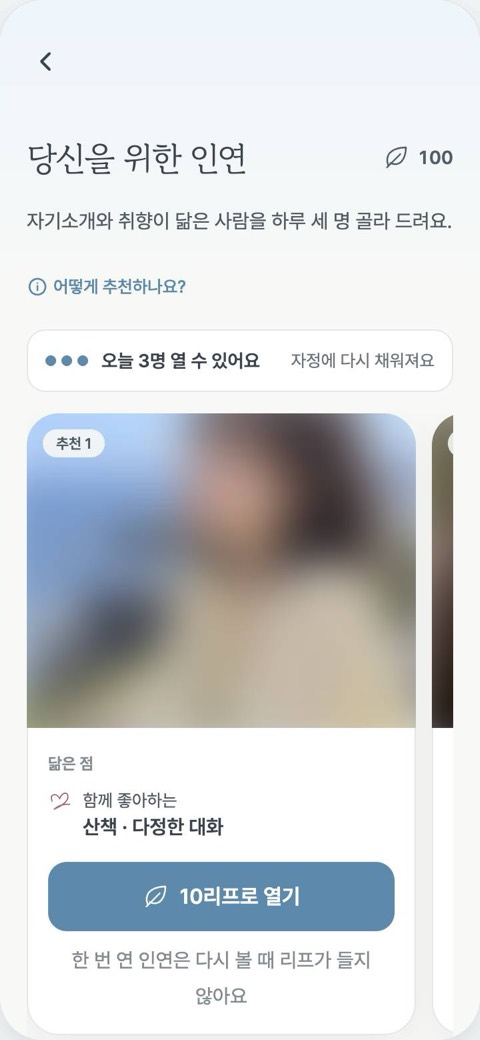 당신을 위한 인연
100
자기소개와 취향이 닮은 사람을 하루 세 명 골라 드려요.
어떻게 추천하나요?
오늘 3명 열 수 있어요
자정에 다시 채워져요
추천 1
닮은 점
함께 좋아하는
산책 · 다정한 대화
10리프로 열기
한 번 연 인연은 다시 볼 때 리프가 들지
않아요